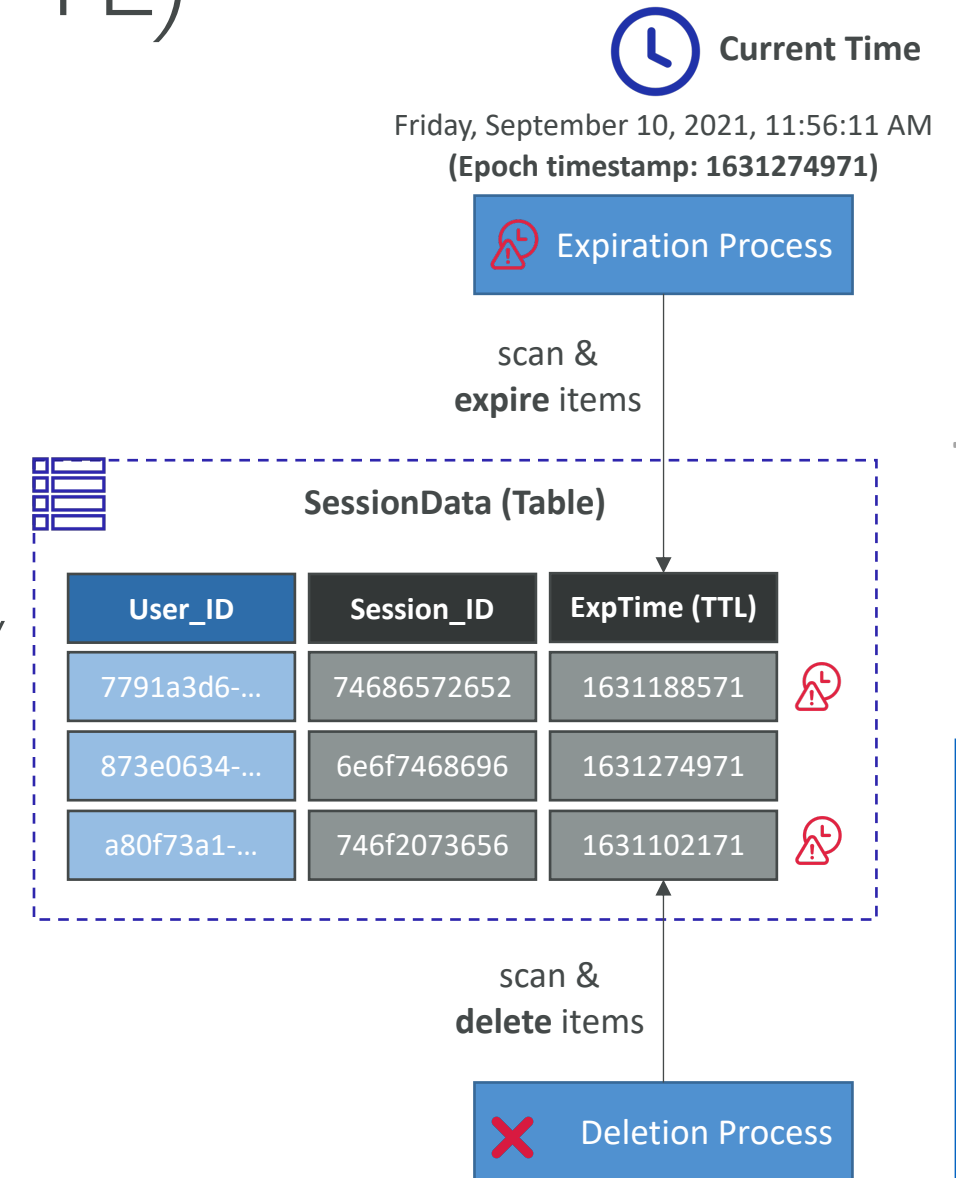 Current Time
Friday, September 10, 2021, 11:56:11 AM
(Epoch timestamp: 1631274971)
Expiration Process
scan &
expire items
SessionData (Table)
User_ID Session_ID ExpTime (TTL)
7791a3d6-... 74686572652 1631188571
873e0634-... 6e6f7468696 1631274971
a80f73a1-... 746f2073656 1631102171
scan &
delete items
Deletion Process